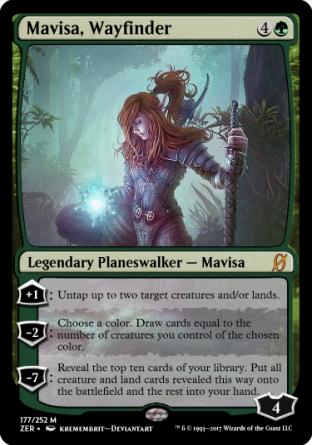 Mavisa, Wayfinder 4
Legendary Planeswalker — Mavisa
+1: Untap up to two target creatures and/or lands.
-2: Choose a color. Draw cards equal to the
number of creatures you control of the chosen
color.
-7: Reveal the top ten cards of your library. Put all
creature and land cards revealed this way onto
the battlefield and the rest into your hand.
4
177/252 M
ZER • KREMEMBRIT—DEVIANTART ™ & © 1993–2017 Wizards of the Coast LLC